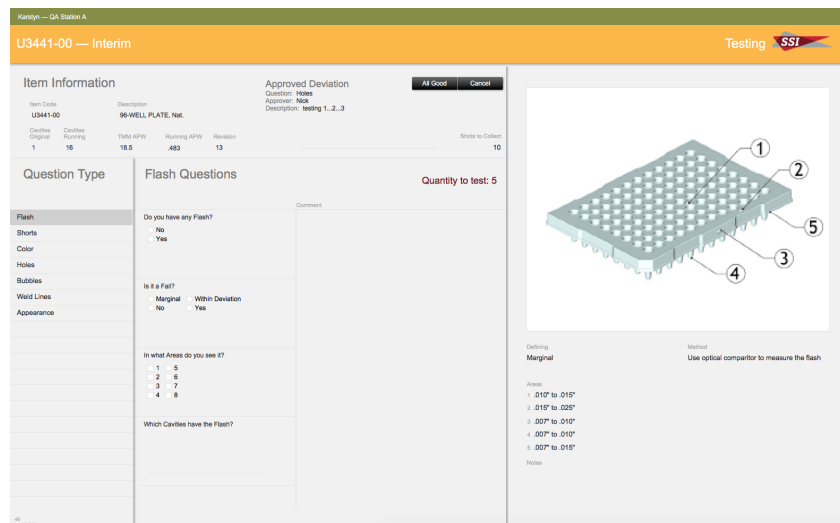 Karstyn — QA Station A
U3441-00 — Interim
Testing SSI
Item Information
Approved Deviation
Question: Holes
Approver: Nick
Description: testing 1...2...3
All Good
Cancel
Item Code
Description
U3441-00
96-WELL PLATE, Nat.
Cavities Original
Cavities Running
TMM APW
Running APW
Revision
Shots to Collect
1
16
18.5
.483
13
10
Question Type
Flash Questions
Quantity to test: 5
Comment
Flash
Shorts
Color
Holes
Bubbles
Weld Lines
Appearance
Do you have any Flash?
No
Yes
Is it a Fail?
Marginal Within Deviation
No Yes
In what Areas do you see it?
1 5
2 6
3 7
4 8
Which Cavities have the Flash?
1
2
5
3
4
Defining
Method
Marginal
Use optical comparitor to measure the flash
Areas
1 .010" to .015"
2 .015" to .025"
3 .007" to .010"
4 .007" to .010"
5 .007" to .015"
Notes